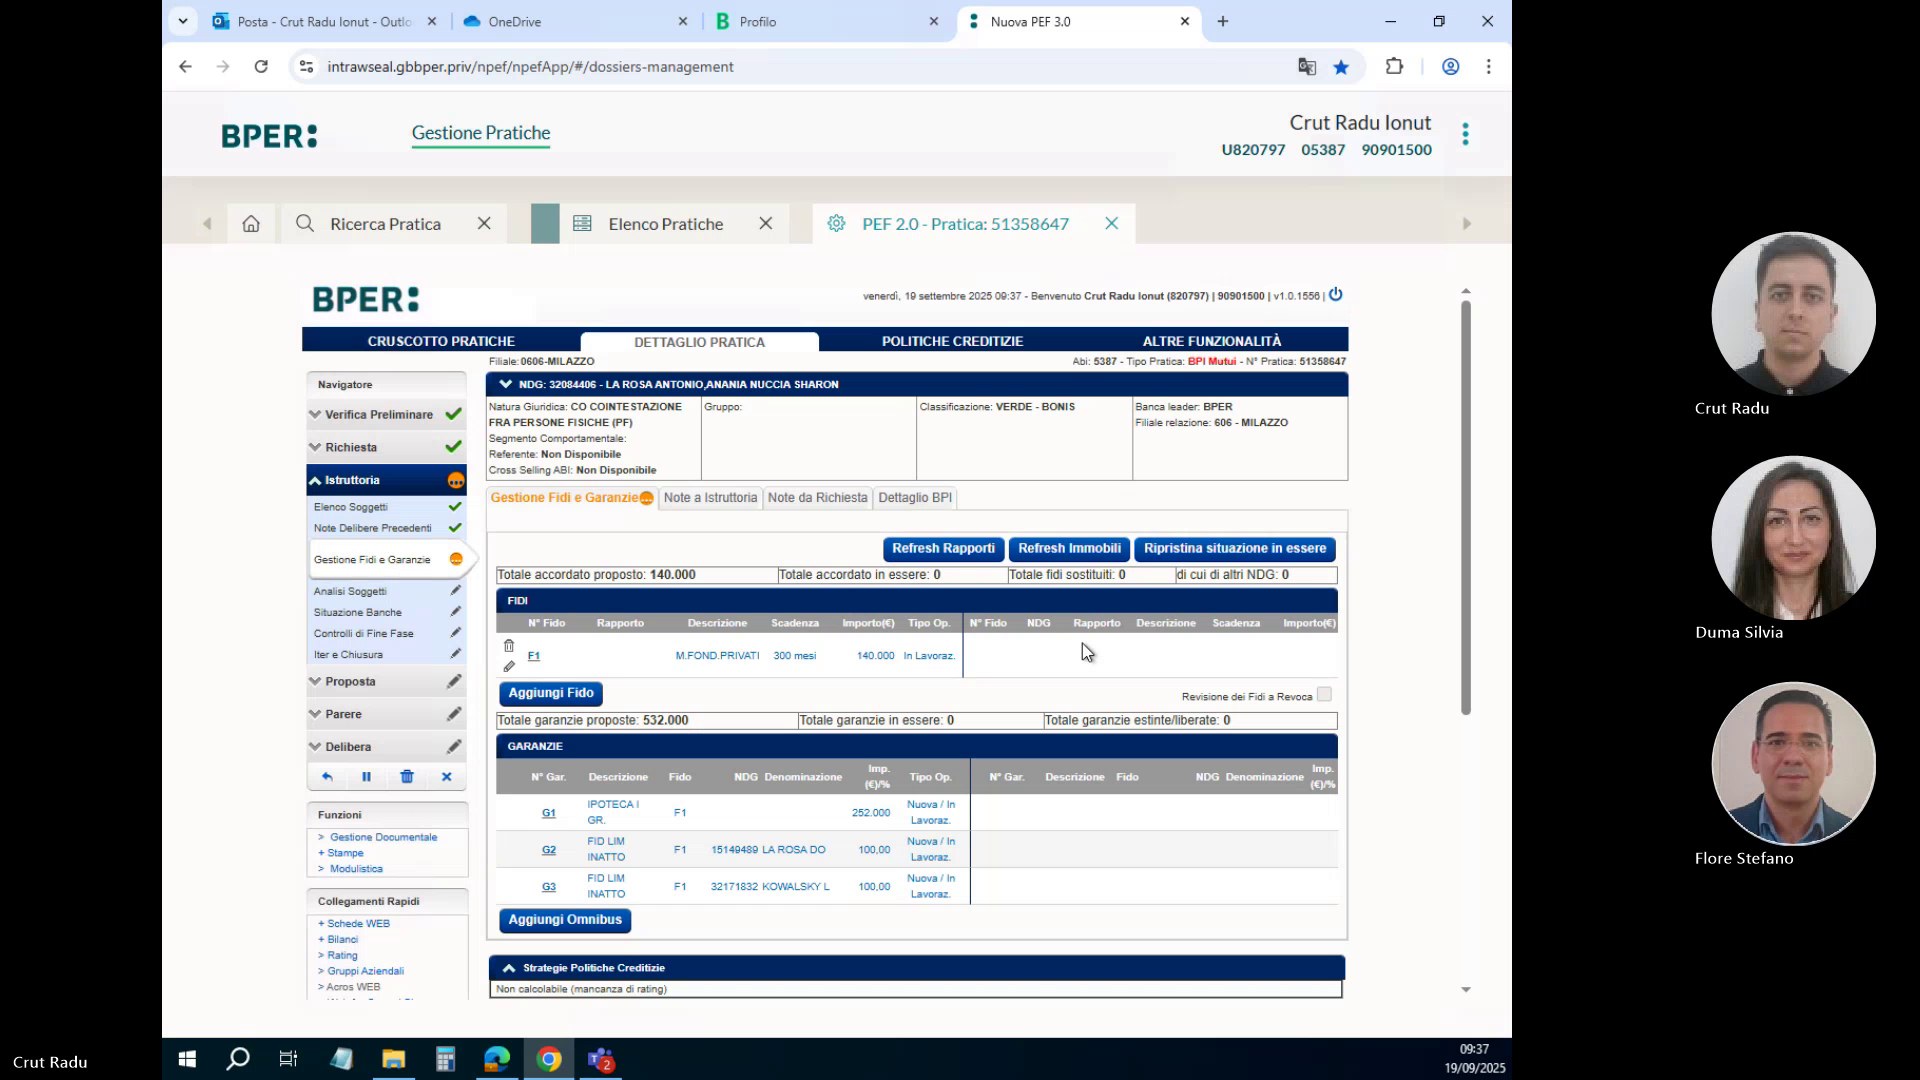 Posta - Crut Radu Ionut - Outlo
OneDrive
Profilo
Nuova PEF 3.0
intrawseal.gbbper.priv/npef/npefApp/#/dossiers-management
BPER:
Gestione Pratiche
Crut Radu Ionut
U820797 05387 90901500
Ricerca Pratica
Elenco Pratiche
PEF 2.0 - Pratica: 51358647
BPER:
venerdì, 19 settembre 2025 09:37 - Benvenuto Crut Radu Ionut (820797) | 90901500 | v1.0.1556 |
CRUSCOTTO PRATICHE
DETTAGLIO PRATICA
POLITICHE CREDITIZIE
ALTRE FUNZIONALITÀ
Filiale: 0606-MILAZZO
Abi: 5387 - Tipo Pratica: BPI Mutui - N° Pratica: 51358647
Navigatore
Verifica Preliminare
Richiesta
Istruttoria
Elenco Soggetti
Note Delibere Precedenti
Gestione Fidi e Garanzie
Analisi Soggetti
Situazione Banche
Controlli di Fine Fase
Iter e Chiusura
Proposta
Parere
Delibera
Funzioni
> Gestione Documentale
+ Stampe
> Modulistica
Collegamenti Rapidi
+ Schede WEB
+ Bilanci
> Rating
> Gruppi Aziendali
> Acros WEB
NDG: 32084406 - LA ROSA ANTONIO,ANANIA NUCCIA SHARON
Natura Giuridica: CO COINTESTAZIONE
FRA PERSONE FISICHE (PF)
Segmento Comportamentale:
Referente: Non Disponibile
Cross Selling ABI: Non Disponibile
Gruppo:
Classificazione: VERDE - BONIS
Banca leader: BPER
Filiale relazione: 606 - MILAZZO
Gestione Fidi e Garanzie
Note a Istruttoria
Note da Richiesta
Dettaglio BPI
Refresh Rapporti
Refresh Immobili
Ripristina situazione in essere
Totale accordato proposto: 140.000
Totale accordato in essere: 0
Totale fidi sostituiti: 0
di cui di altri NDG: 0
FIDI
N° Fido Rapporto Descrizione Scadenza Importo(€) Tipo Op. N° Fido NDG Rapporto Descrizione Scadenza Importo(€)
F1 M.FOND.PRIVATI 300 mesi 140.000 In Lavoraz.
Aggiungi Fido
Revisione dei Fidi a Revoca
Totale garanzie proposte: 532.000
Totale garanzie in essere: 0
Totale garanzie estinte/liberate: 0
GARANZIE
N° Gar. Descrizione Fido NDG Denominazione Imp. (€)/% Tipo Op. N° Gar. Descrizione Fido NDG Denominazione Imp. (€)/%
G1 IPOTECA I GR. F1 252.000 Nuova / In Lavoraz.
G2 FID LIM INATTO F1 15149489 LA ROSA DO 100,00 Nuova / In Lavoraz.
G3 FID LIM INATTO F1 32171832 KOWALSKY L 100,00 Nuova / In Lavoraz.
Aggiungi Omnibus
Strategie Politiche Creditizie
Non calcolabile (mancanza di rating)
2
09:37
19/09/2025
Crut Radu
Duma Silvia
Flore Stefano
Crut Radu